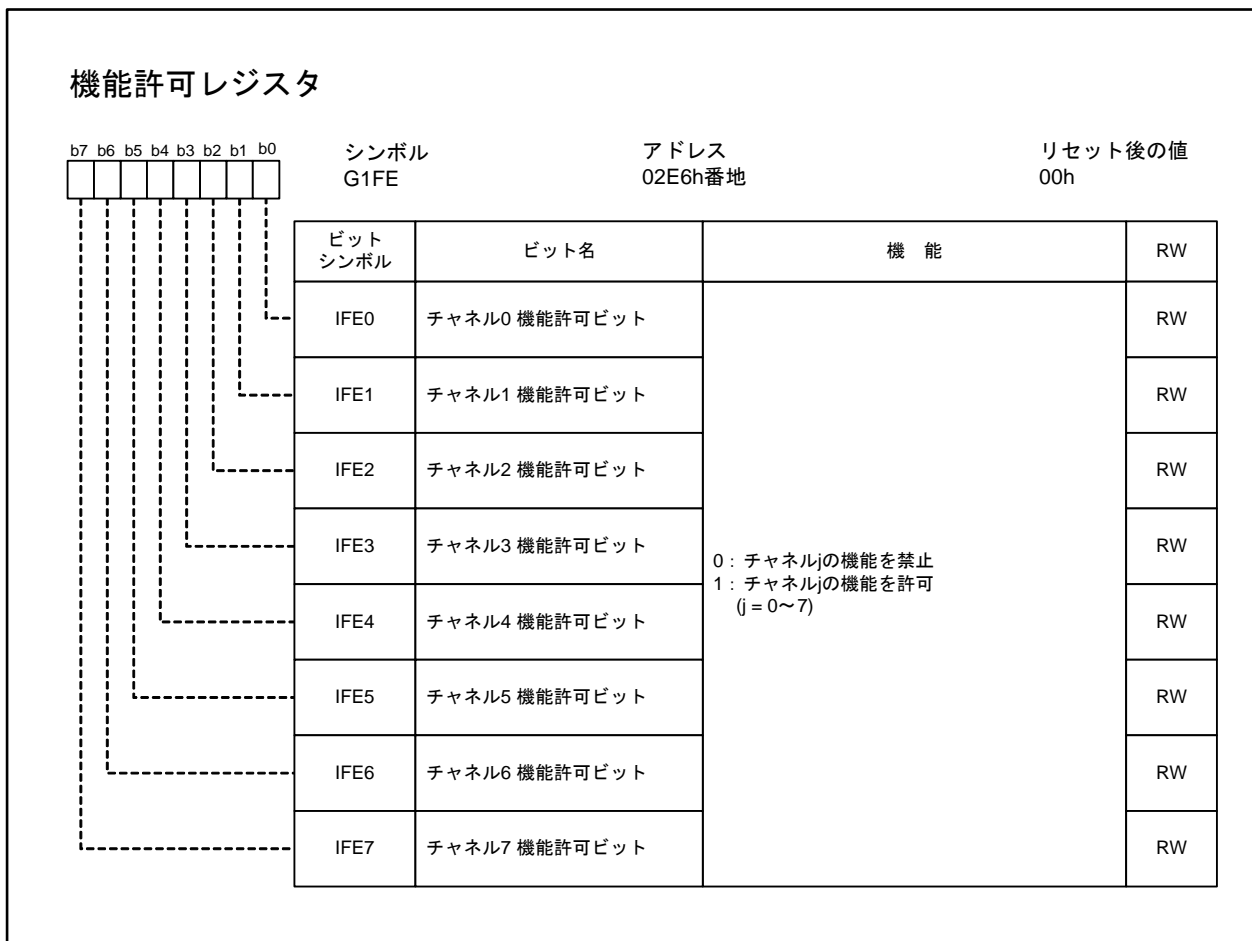 機能許可レジスタ
b7 b6 b5 b4 b3 b2 b1 b0
シンボル アドレス リセット後の値
G1FE 02E6h番地 00h
ビット
シンボル ビット名 機 能 RW
IFE0 チャネル0 機能許可ビット RW
IFE1 チャネル1 機能許可ビット RW
IFE2 チャネル2 機能許可ビット RW
IFE3 チャネル3 機能許可ビット RW
0 : チャネルjの機能を禁止
1 : チャネルjの機能を許可
(j = 0～7)
IFE4 チャネル4 機能許可ビット RW
IFE5 チャネル5 機能許可ビット RW
IFE6 チャネル6 機能許可ビット RW
IFE7 チャネル7 機能許可ビット RW